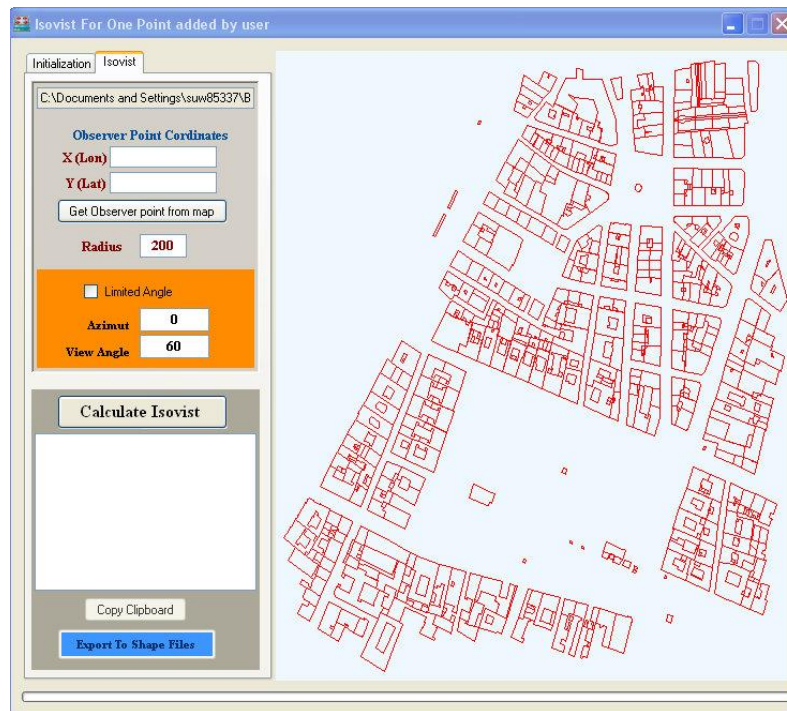 Isovist For One Point added by user
Initialization Isovist
C:\Documents and Settings\suw85337\B
Observer Point Cordinates
X (Lon)
Y (Lat)
Get Observer point from map
Radius 200
Limited Angle
Azimut 0
View Angle 60
Calculate Isovist
Copy Clipboard
Export To Shape Files